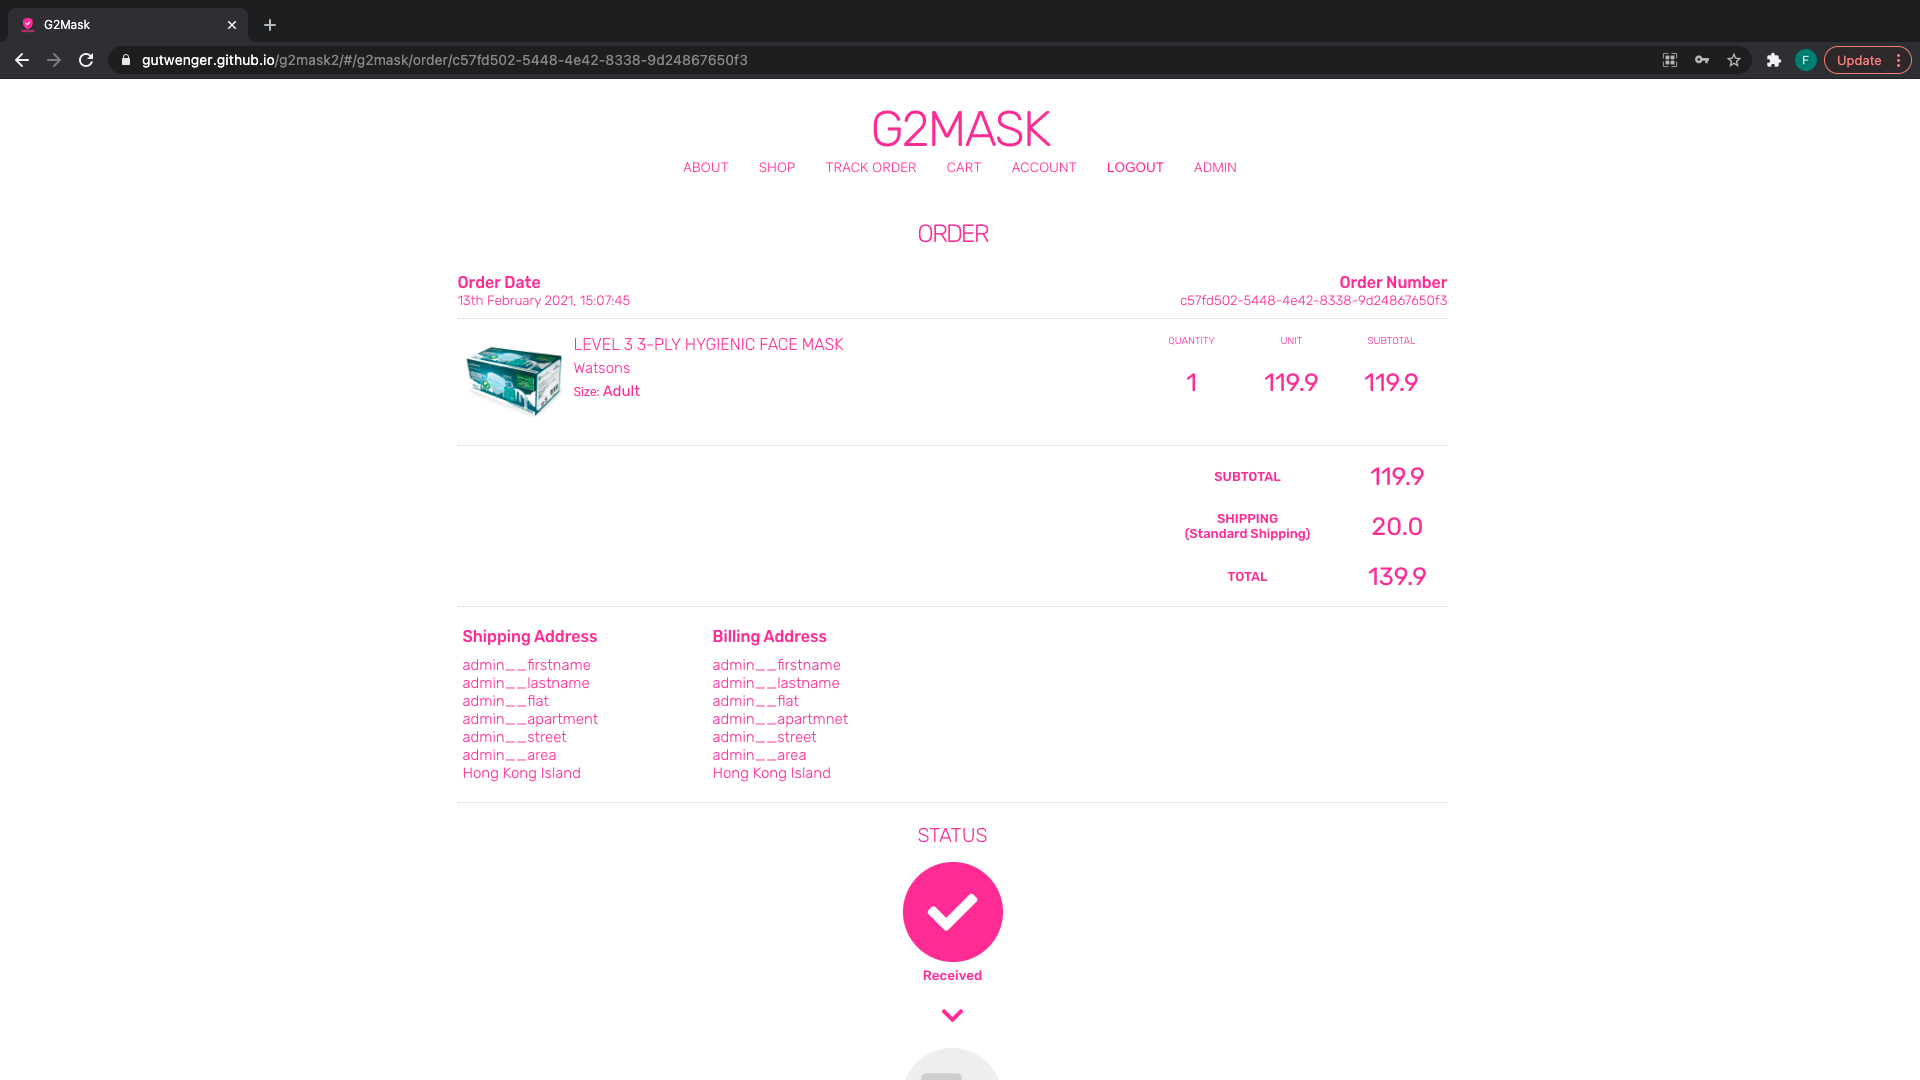 G2Mask
gutwenger.github.io/g2mask2/#/g2mask/order/c57fd502-5448-4e42-8338-9d24867650f3
F
Update
G2MASK
ABOUT SHOP TRACK ORDER CART ACCOUNT LOGOUT ADMIN
ORDER
Order Date
13th February 2021, 15:07:45
Order Number
c57fd502-5448-4e42-8338-9d24867650f3
LEVEL 3 3-PLY HYGIENIC FACE MASK
Watsons
Size: Adult
QUANTITY UNIT SUBTOTAL
1 119.9 119.9
SUBTOTAL 119.9
SHIPPING
(Standard Shipping) 20.0
TOTAL 139.9
Shipping Address
admin__firstname
admin__lastname
admin__flat
admin__apartment
admin__street
admin__area
Hong Kong Island
Billing Address
admin__firstname
admin__lastname
admin__flat
admin__apartmnet
admin__street
admin__area
Hong Kong Island
STATUS
Received